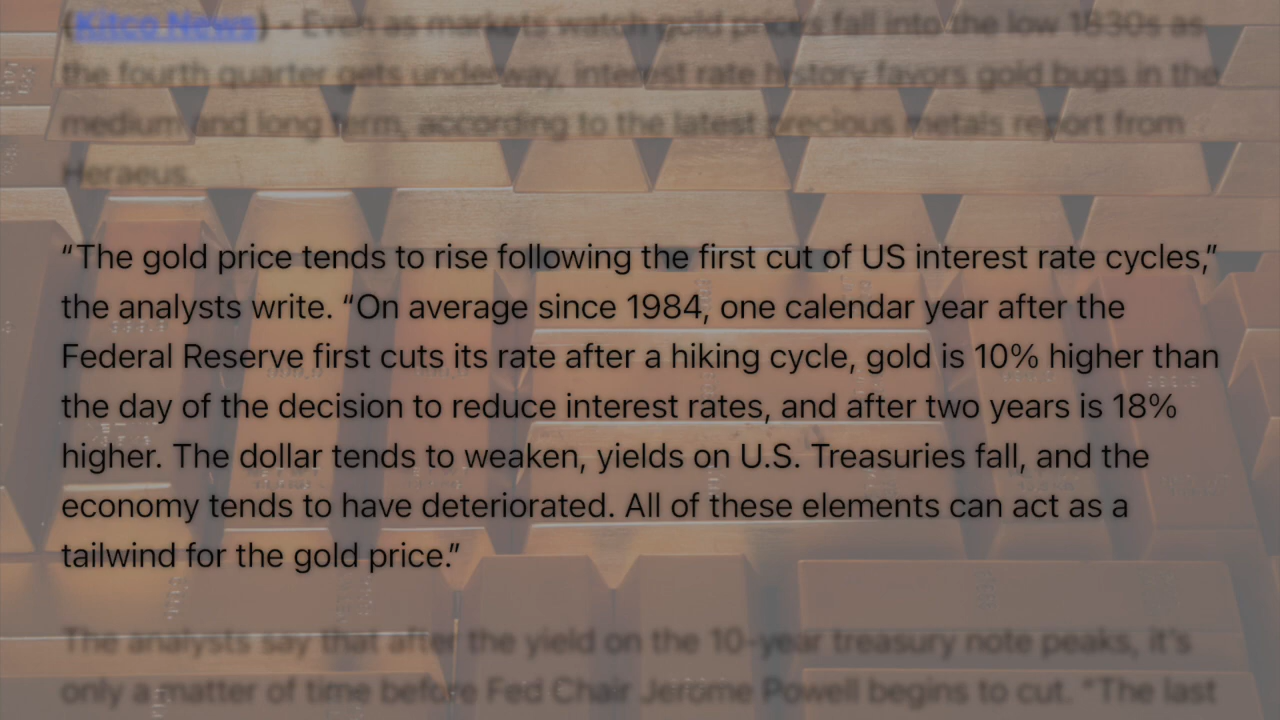 (Kitco News) - Even as markets watch gold prices fall into the low 1830s as
the fourth quarter gets underway, interest rate history favors gold bugs in the
medium and long term, according to the latest precious metals report from
Heraeus.
“The gold price tends to rise following the first cut of US interest rate cycles,”
the analysts write. “On average since 1984, one calendar year after the
Federal Reserve first cuts its rate after a hiking cycle, gold is 10% higher than
the day of the decision to reduce interest rates, and after two years is 18%
higher. The dollar tends to weaken, yields on U.S. Treasuries fall, and the
economy tends to have deteriorated. All of these elements can act as a
tailwind for the gold price.”
The analysts say that after the yield on the 10-year treasury note peaks, it’s
only a matter of time before Fed Chair Jerome Powell begins to cut. “The last